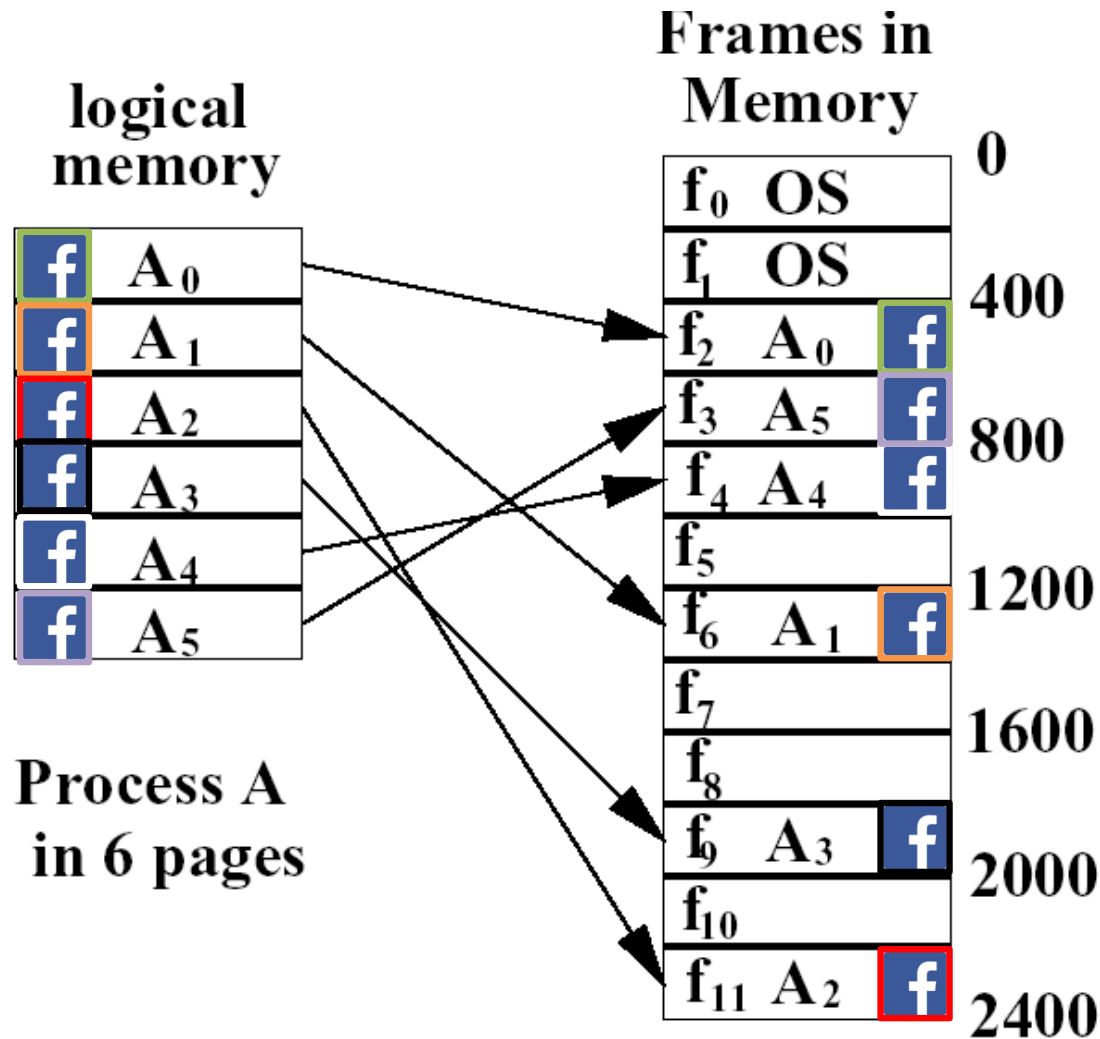 logical
memory
f A0
f A1
f A2
f A3
f A4
f A5
Process A
in 6 pages
Frames in
Memory
0
f0 OS
f1 OS
400
f2 A0 f
f3 A5 f
800
f4 A4 f
f5
1200
f6 A1 f
f7
1600
f8
f9 A3 f
2000
f10
f11 A2 f
2400